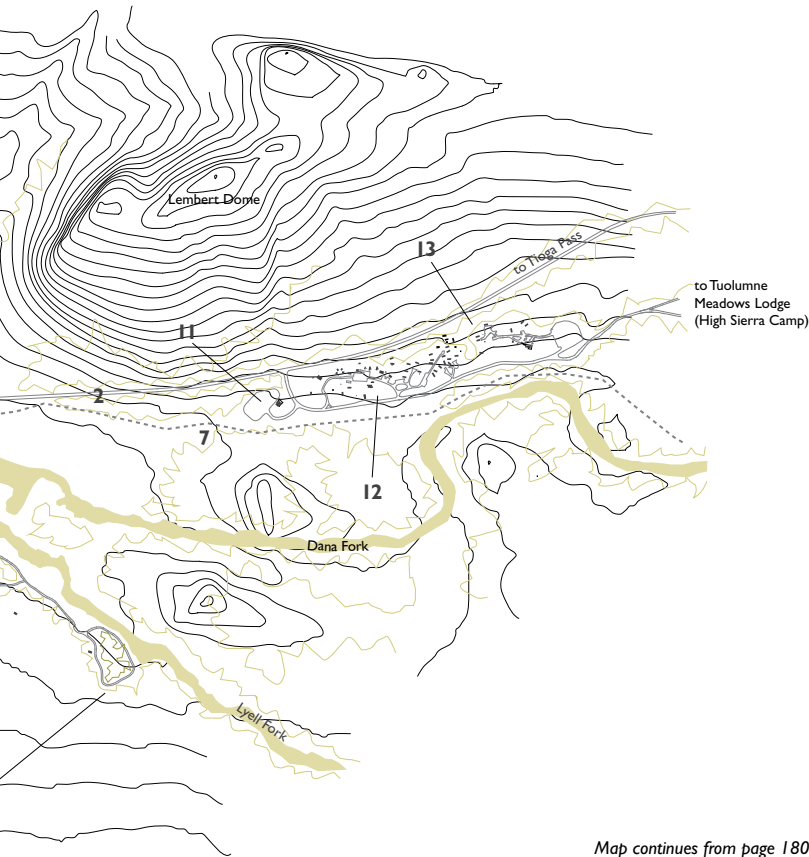 Lembert Dome
13
to Tioga Pass
to Tuolumne
Meadows Lodge
(High Sierra Camp)
11
2
7
12
Dana Fork
Lyell Fork
Map continues from page 180